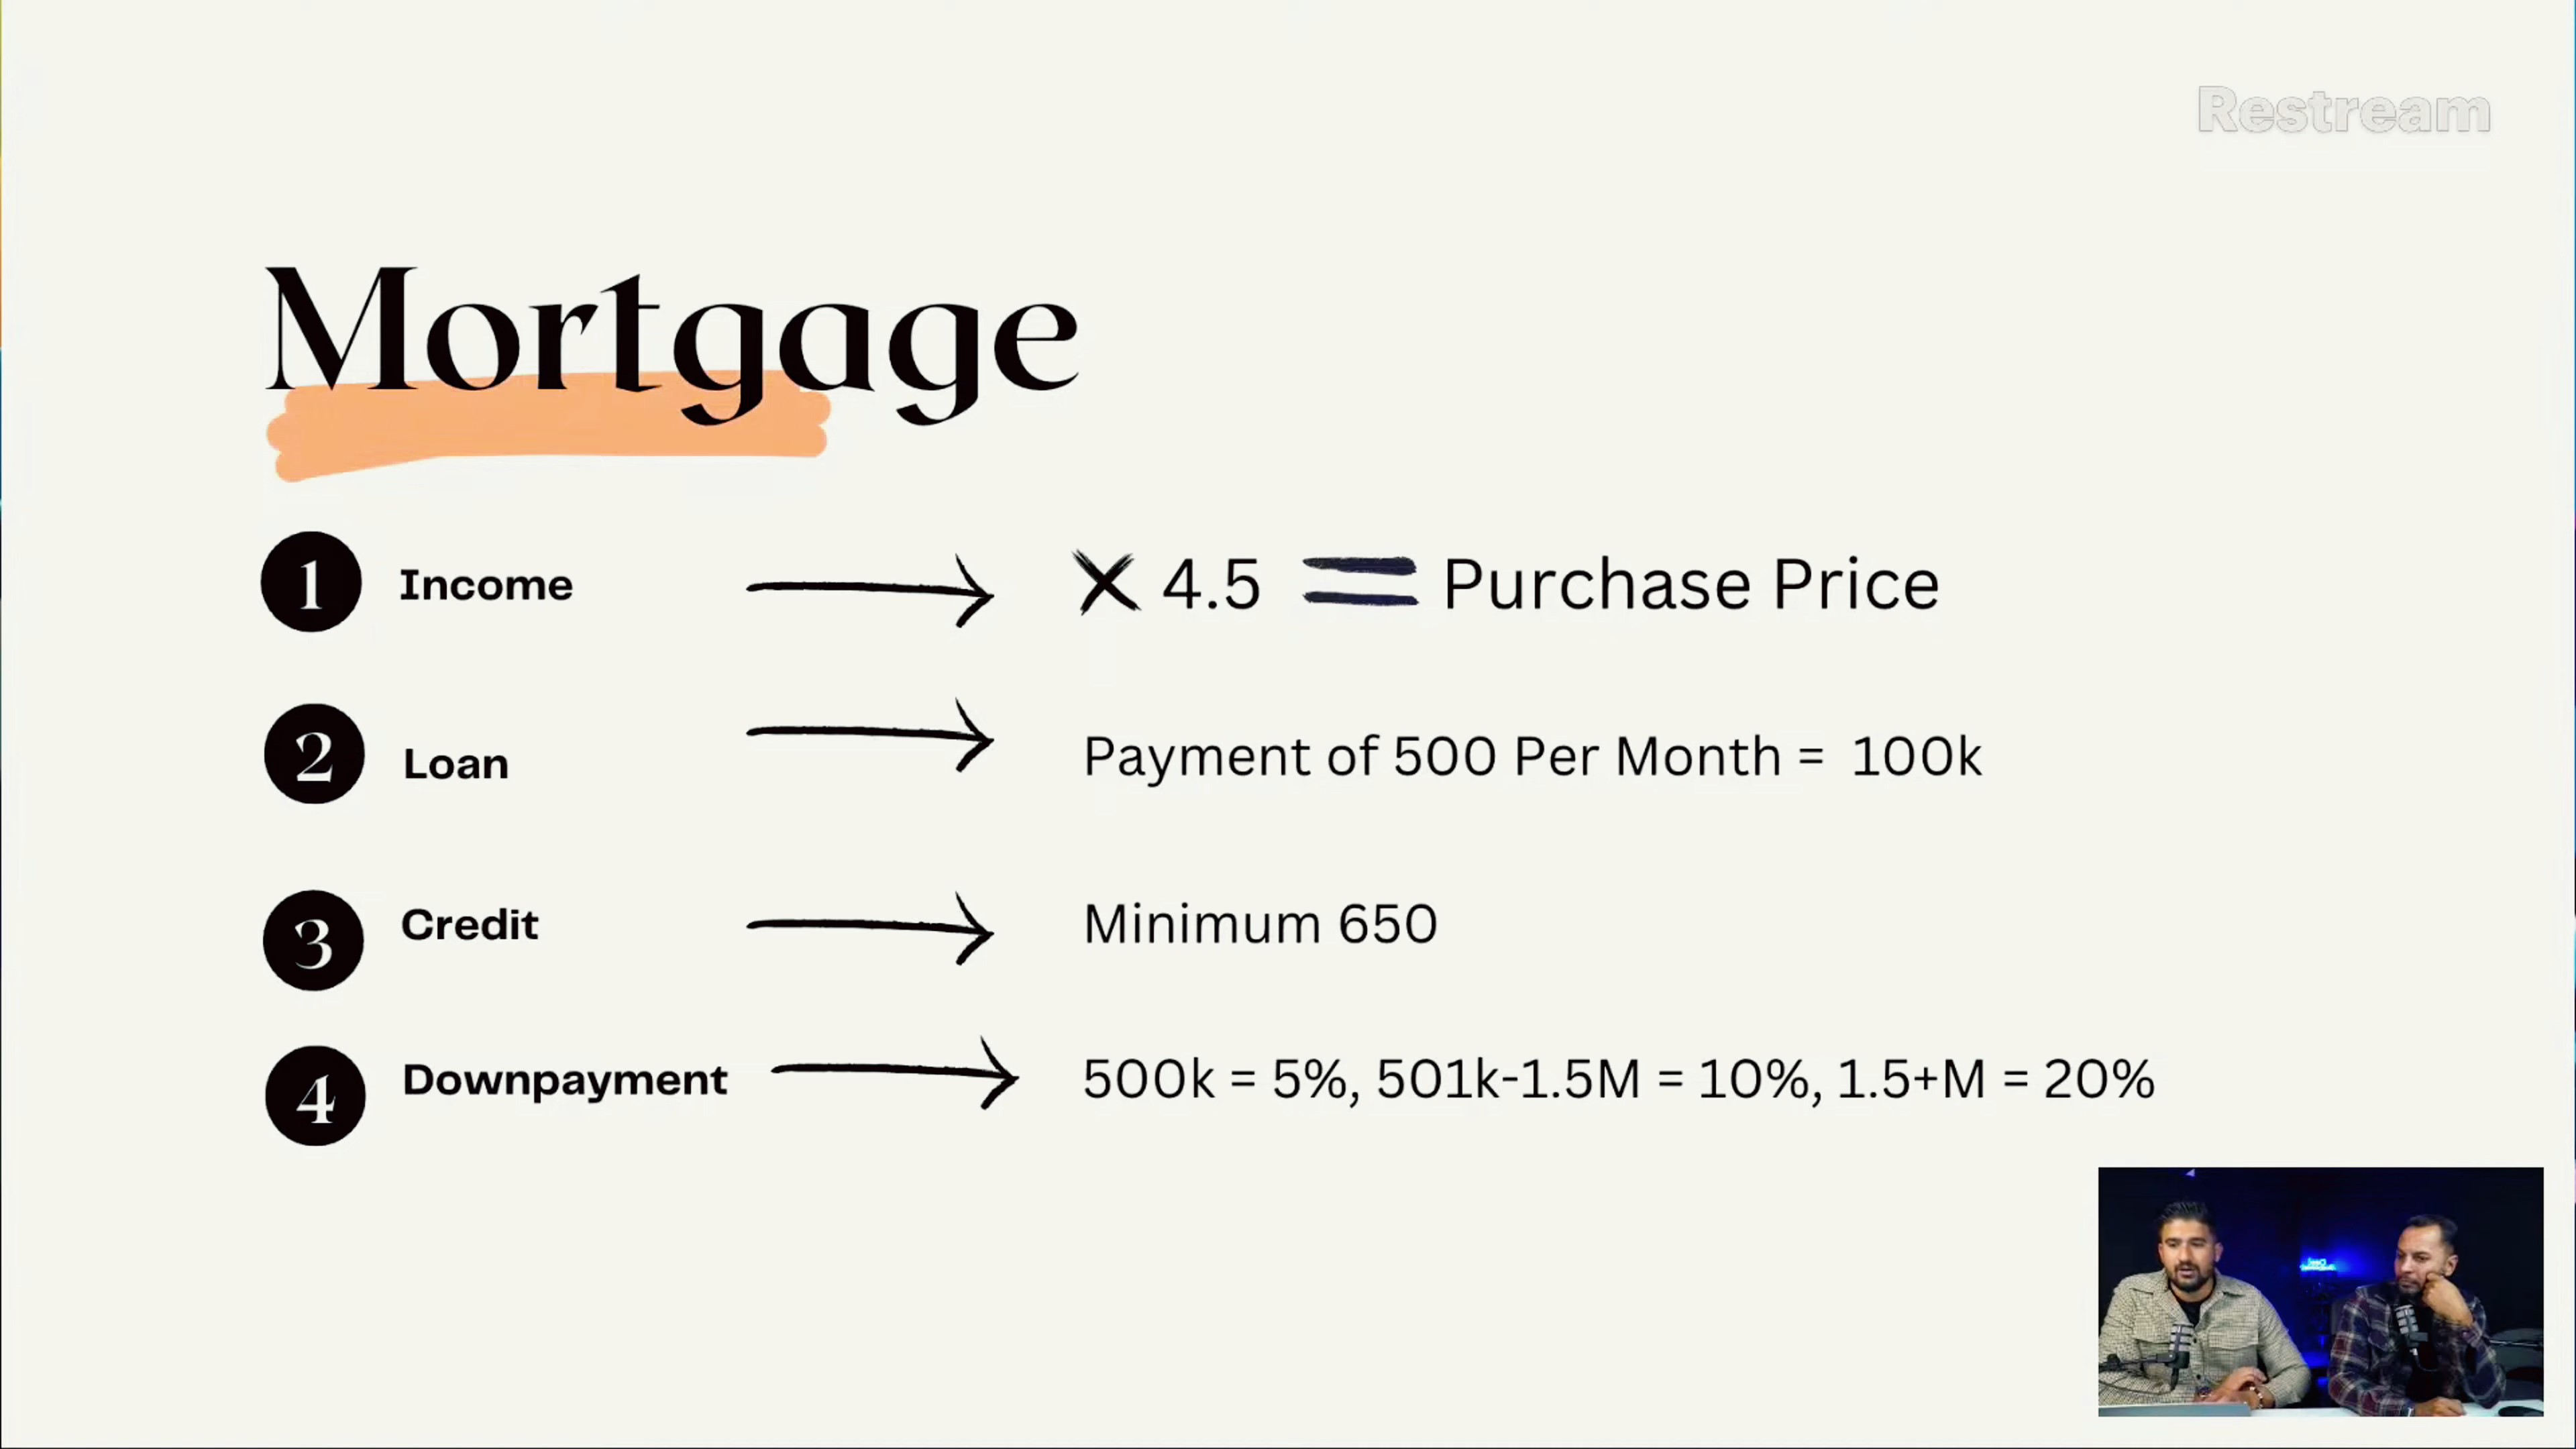 Restream
Mortgage
1 Income × 4.5 = Purchase Price
2 Loan Payment of 500 Per Month = 100k
3 Credit Minimum 650
4 Downpayment 500k = 5%, 501k-1.5M = 10%, 1.5+M = 20%